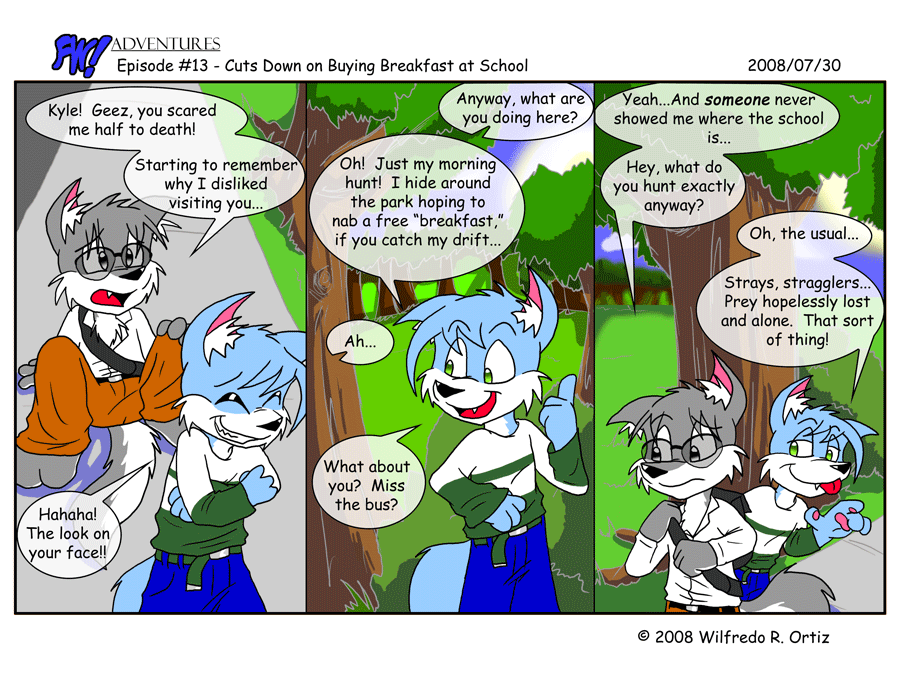 FW! ADVENTURES
Episode #13 - Cuts Down on Buying Breakfast at School
2008/07/30
Kyle! Geez, you scared
me half to death!
Starting to remember
why I disliked
visiting you...
Hahaha!
The look on
your face!!
Anyway, what are
you doing here?
Oh! Just my morning
hunt! I hide around
the park hoping to
nab a free "breakfast,"
if you catch my drift...
Ah...
What about
you? Miss
the bus?
Yeah...And someone never
showed me where the school
is...
Hey, what do
you hunt exactly
anyway?
Oh, the usual...
Strays, stragglers...
Prey hopelessly lost
and alone. That sort
of thing!
© 2008 Wilfredo R. Ortiz